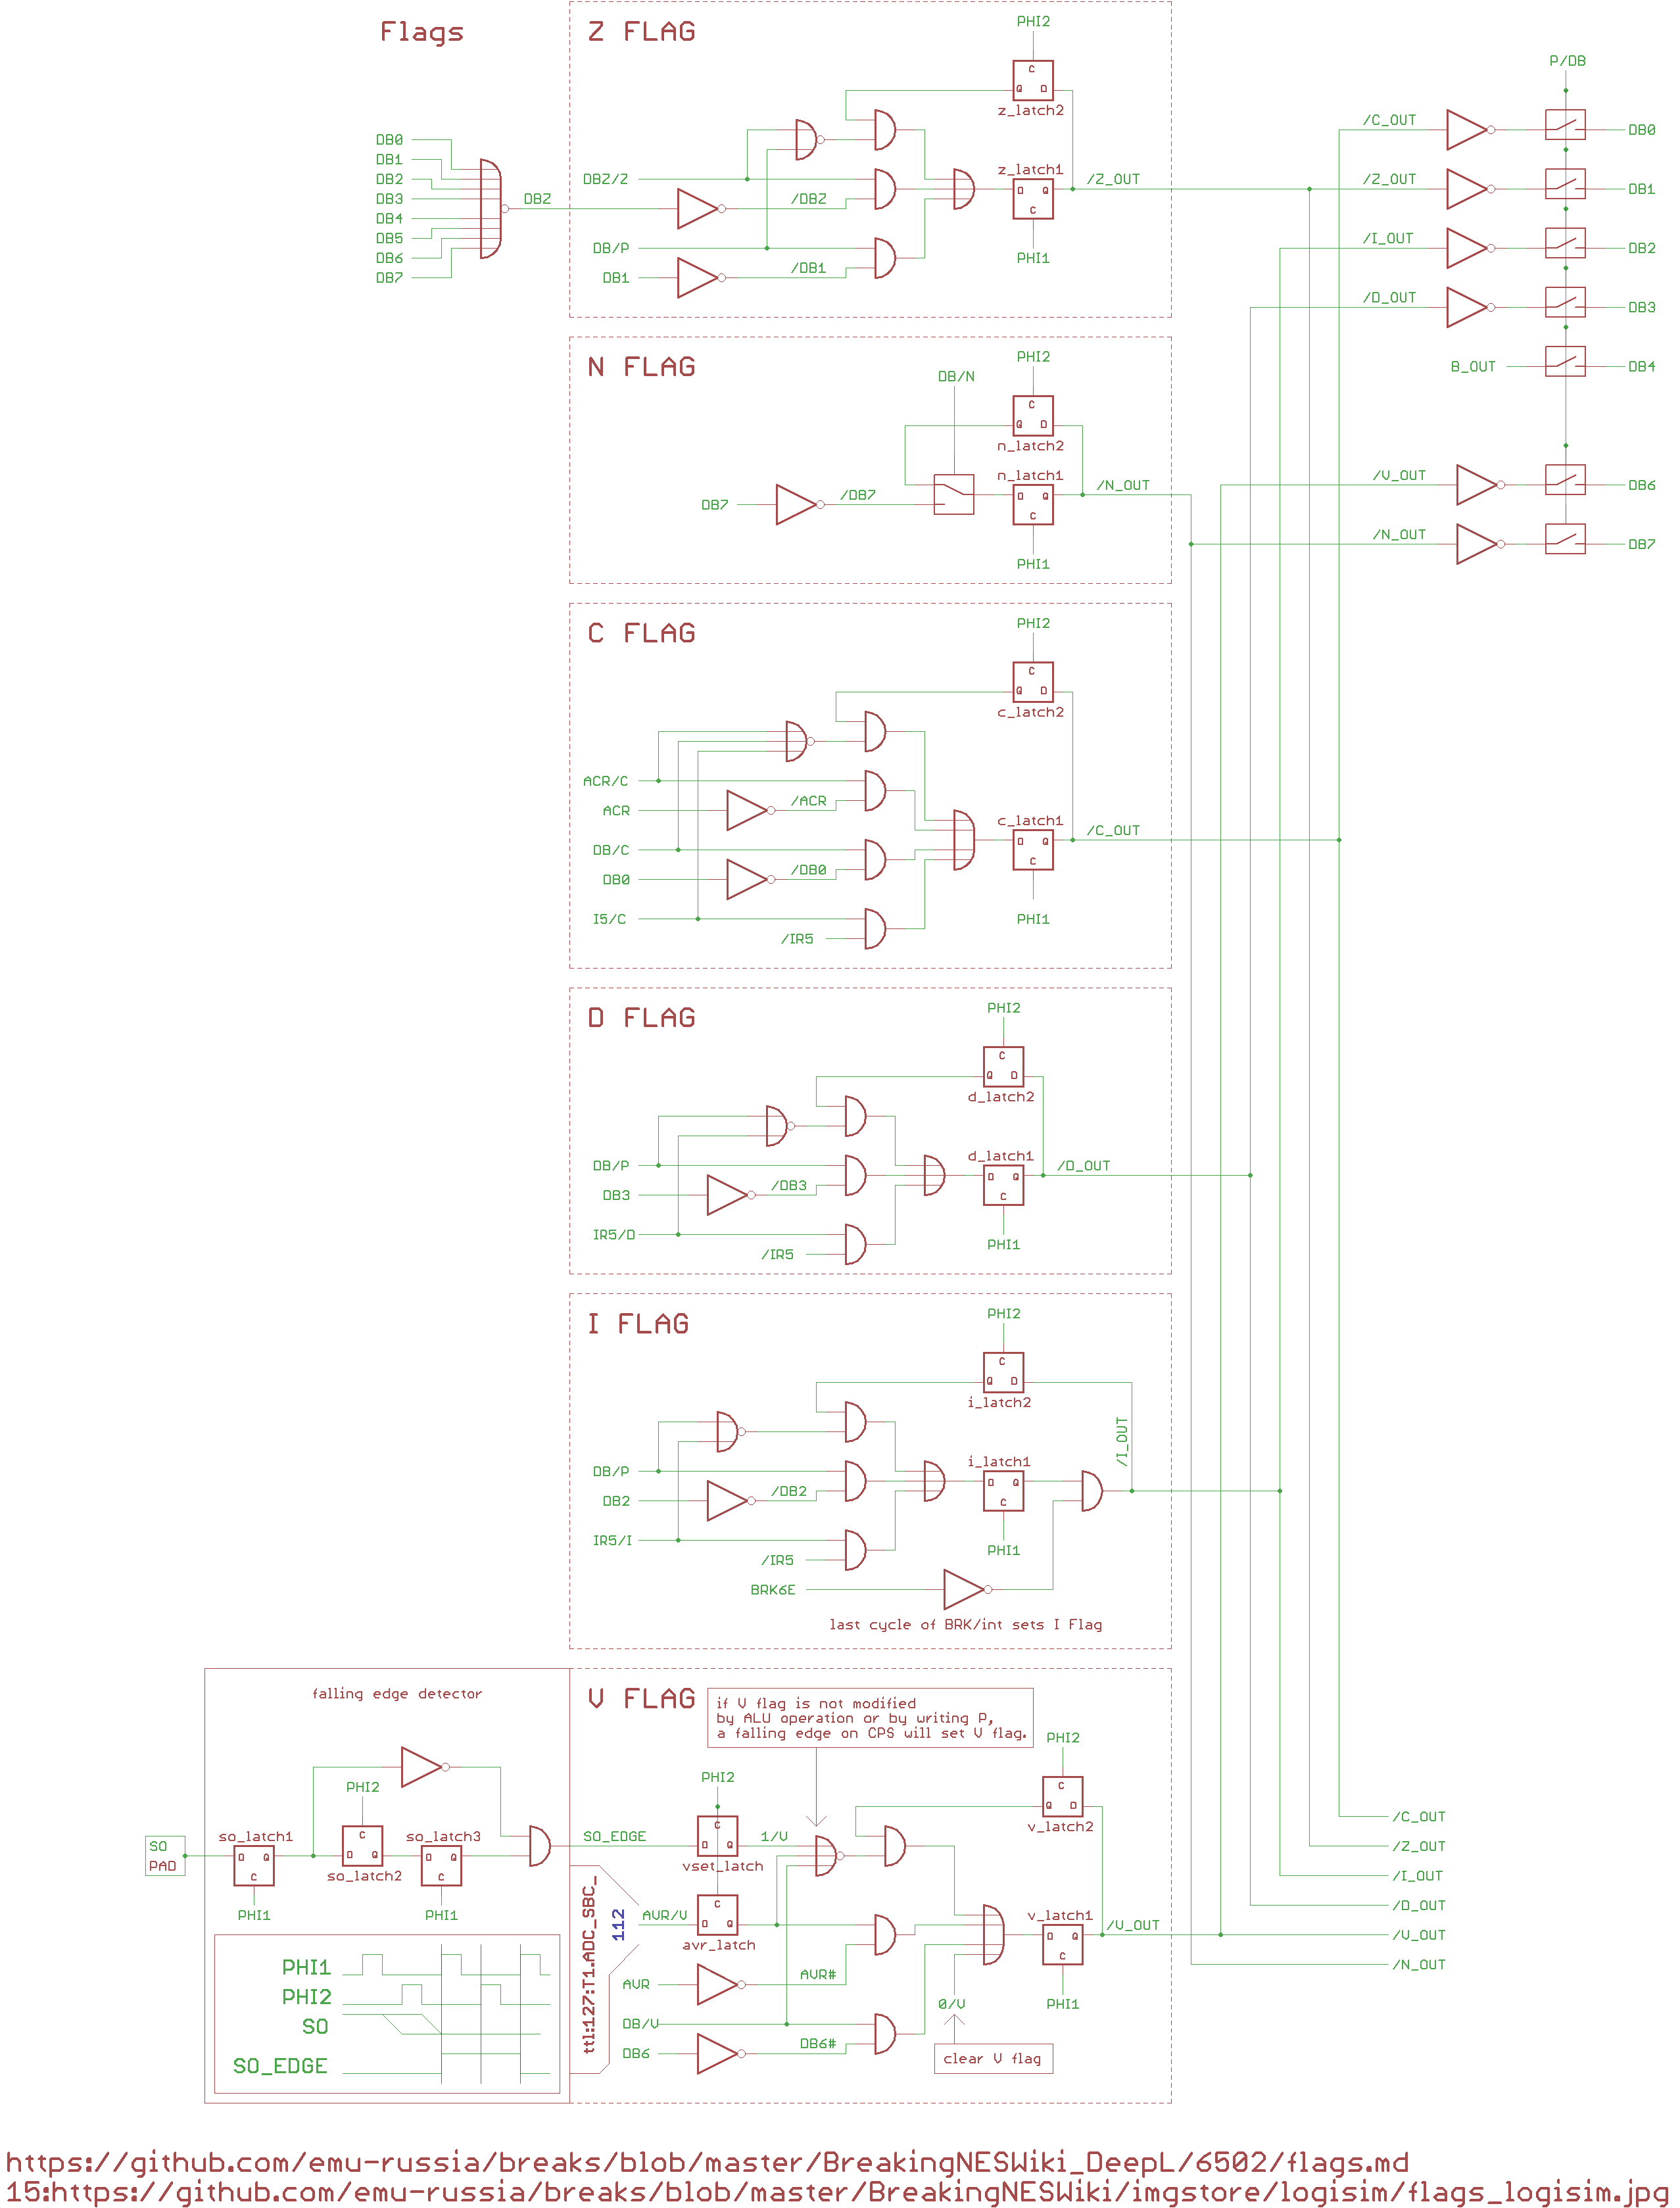 Flags
DB0
DB1
DB2
DB3
DB4
DB5
DB6
DB7
DBZ
Z FLAG
PHI2
C
Q D
z_latch2
DBZ/Z
/DBZ
DB/P
/DB1
DB1
z_latch1
D Q
C
/Z_OUT
PHI1
N FLAG
PHI2
DB/N
C
Q D
n_latch2
n_latch1
D Q
C
/N_OUT
/DB7
DB7
PHI1
C FLAG
PHI2
C
Q D
c_latch2
ACR/C
/ACR
ACR
c_latch1
D Q
C
/C_OUT
DB/C
/DB0
DB0
I5/C
/IR5
PHI1
D FLAG
PHI2
C
Q D
d_latch2
d_latch1
D Q
C
/D_OUT
DB/P
/DB3
DB3
IR5/D
/IR5
PHI1
I FLAG
PHI2
C
Q D
i_latch2
/I_OUT
i_latch1
D Q
C
DB/P
/DB2
DB2
IR5/I
/IR5
PHI1
BRK6E
last cycle of BRK/int sets I Flag
V FLAG
if V flag is not modified
by ALU operation or by writing P,
a falling edge on CPS will set V flag.
PHI2
C
Q D
v_latch2
PHI2
C
D Q
vset_latch
SO_EDGE
1/V
C
D Q
avr_latch
AVR/V
AVR
AVR#
DB/V
DB6
DB6#
0/V
clear V flag
v_latch1
D Q
C
/V_OUT
PHI1
ttl:127:T1.ADC_SBC_
112
falling edge detector
SO
PAD
so_latch1
D Q
C
PHI1
PHI2
C
D Q
so_latch2
so_latch3
D Q
C
PHI1
PHI1
PHI2
SO
SO_EDGE
P/DB
/C_OUT
DB0
/Z_OUT
DB1
/I_OUT
DB2
/D_OUT
DB3
B_OUT
DB4
/V_OUT
DB6
/N_OUT
DB7
/C_OUT
/Z_OUT
/I_OUT
/D_OUT
/V_OUT
/N_OUT
https://github.com/emu-russia/breaks/blob/master/BreakingNESWiki_DeepL/6502/flags.md
15:https://github.com/emu-russia/breaks/blob/master/BreakingNESWiki/imgstore/logisim/flags_logisim.jpg